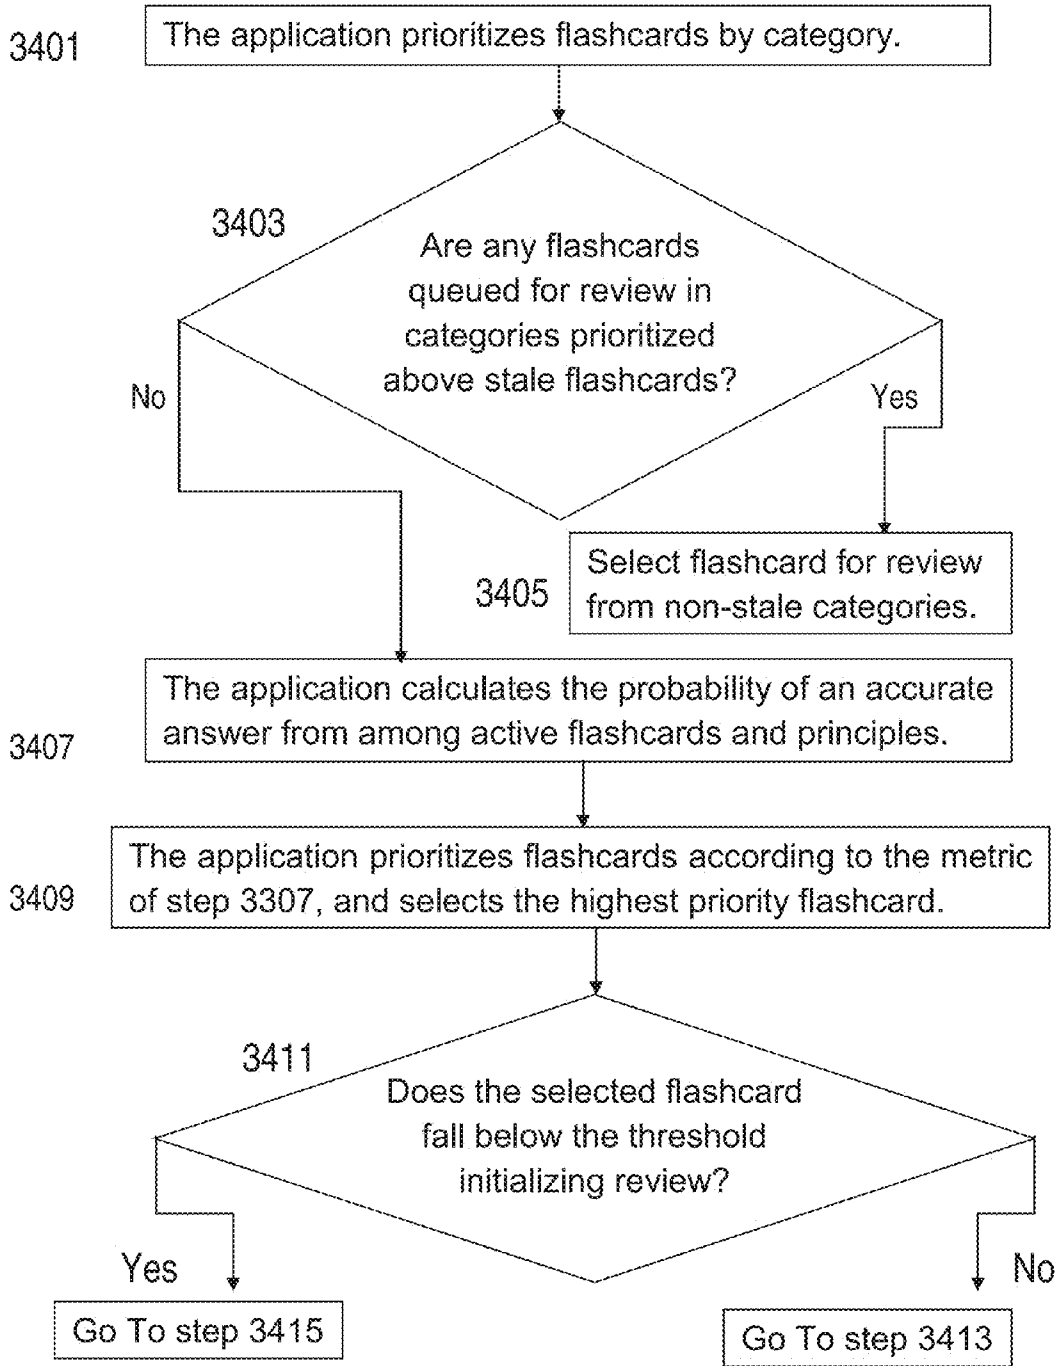 3401
The application prioritizes flashcards by category.
3403
Are any flashcards
queued for review in
categories prioritized
above stale flashcards?
No
Yes
3405
Select flashcard for review
from non-stale categories.
3407
The application calculates the probability of an accurate
answer from among active flashcards and principles.
3409
The application prioritizes flashcards according to the metric
of step 3307, and selects the highest priority flashcard.
3411
Does the selected flashcard
fall below the threshold
initializing review?
Yes
No
Go To step 3415
Go To step 3413